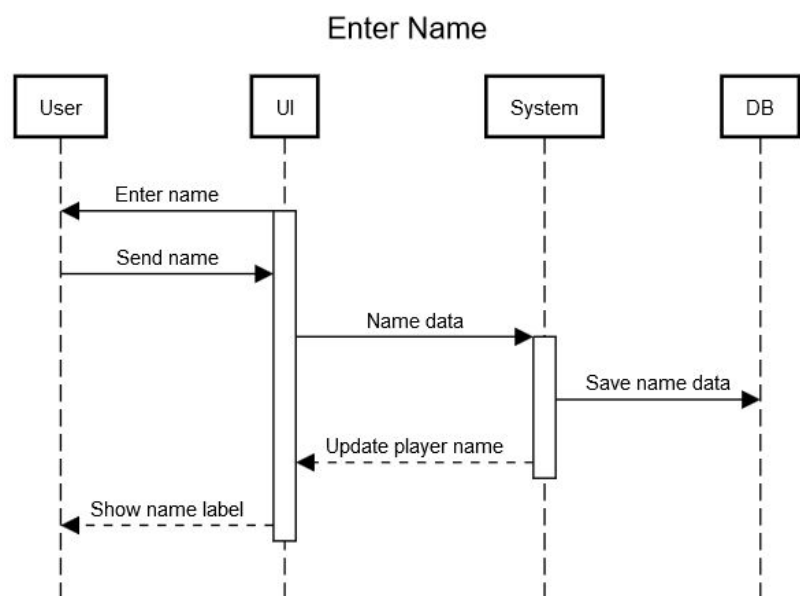 Enter Name
User
UI
System
DB
Enter name
Send name
Name data
Save name data
Update player name
Show name label